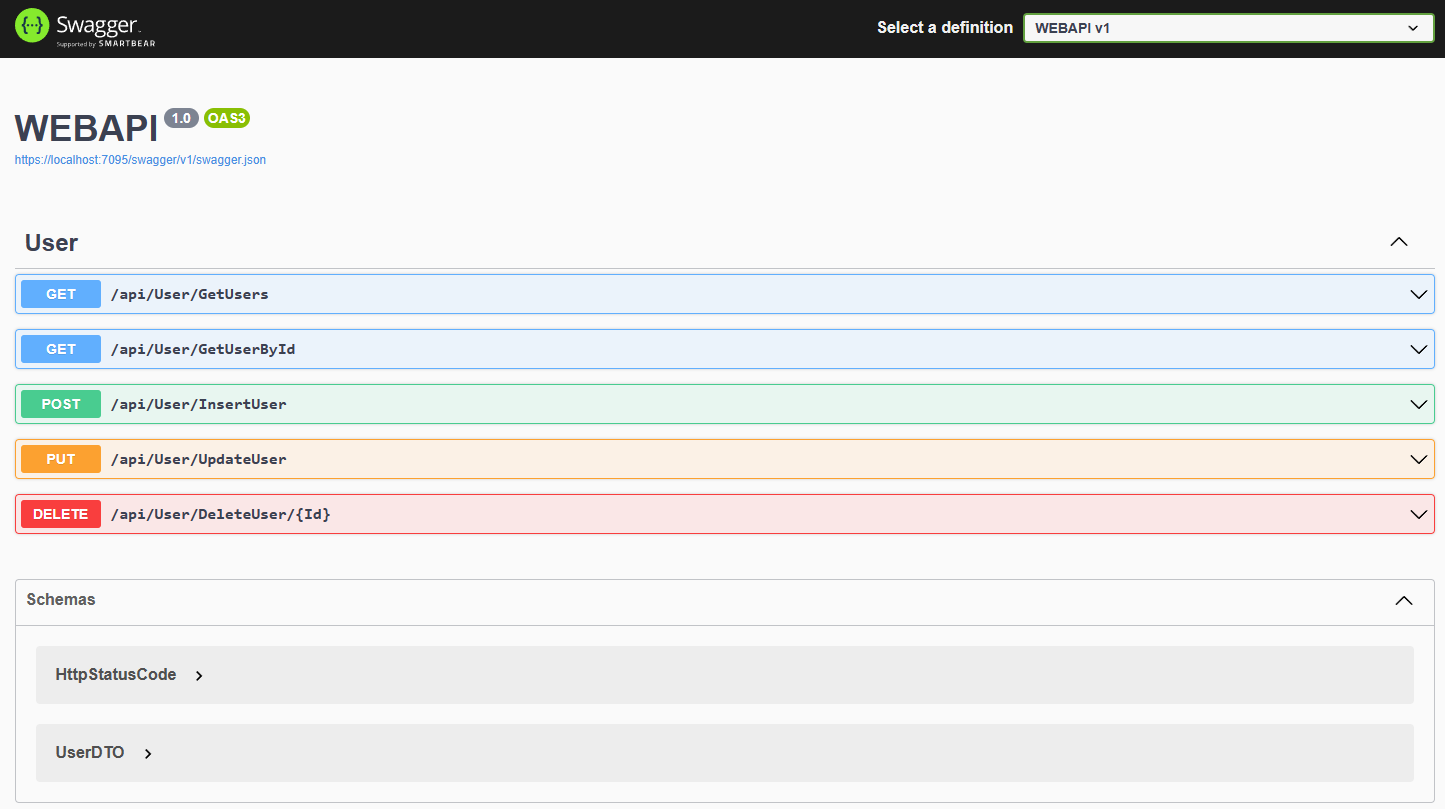 {···} Swagger™
Supported by SMARTBEAR
Select a definition
WEBAPI v1
WEBAPI 1.0 OAS3
https://localhost:7095/swagger/v1/swagger.json
User
GET /api/User/GetUsers
GET /api/User/GetUserById
POST /api/User/InsertUser
PUT /api/User/UpdateUser
DELETE /api/User/DeleteUser/{Id}
Schemas
HttpStatusCode
UserDTO